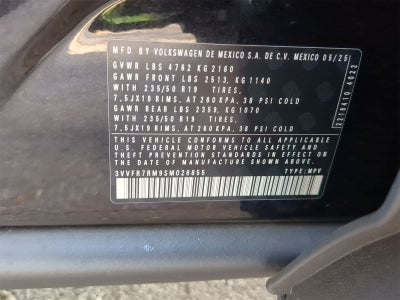 MFD BY VOLKSWAGEN DE MEXICO S.A. DE C.V. MEXICO 05/25
GVWR LBS 4762 KG 2160
GAWR FRONT LBS 2513, KG 1140
WITH 235/50 R19 TIRES,
7,5JX19 RIMS, AT 260 KPA, 38 PSI COLD
GAWR REAR LBS 2359, KG 1070
WITH 235/50 R19 TIRES,
7,5JX19 RIMS, AT 260 KPA, 38 PSI COLD
THIS VEHICLE CONFORMS TO ALL APPLICABLE
U.S. FEDERAL MOTOR VEHICLE SAFETY
AND THEFT PREVENTION STANDARDS IN EFFECT ON THE
DATE OF MANUFACTURE SHOWN ABOVE.
3VVFR7RM9SM026855 TYPE: MPV
2210410-4022